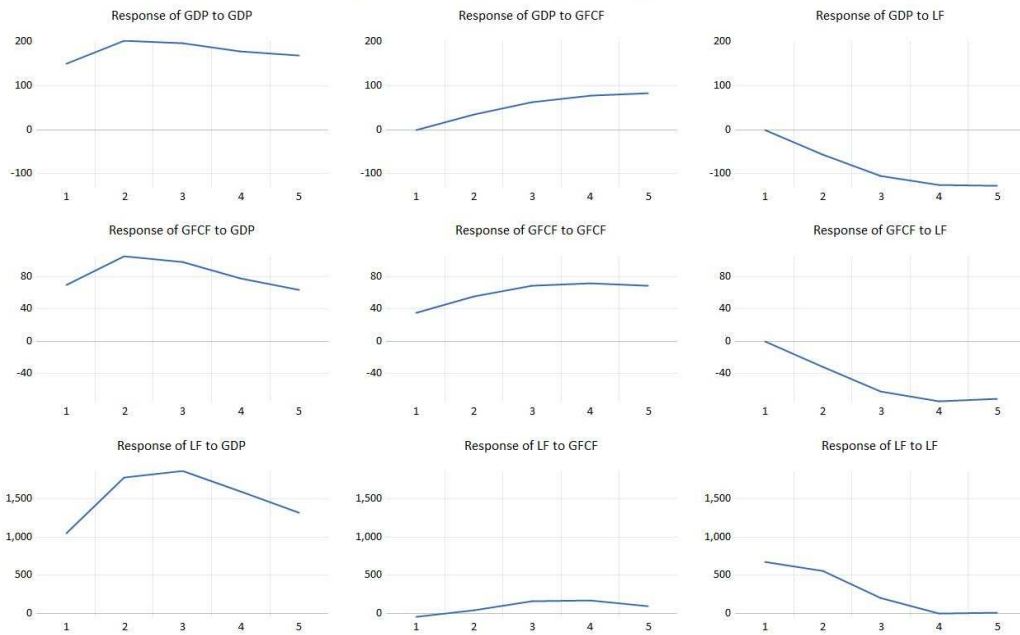 Response of GDP to GDP
200
100
0
-100
1 2 3 4 5
Response of GDP to GFCF
200
100
0
-100
1 2 3 4 5
Response of GDP to LF
200
100
0
-100
1 2 3 4 5
Response of GFCF to GDP
80
40
0
-40
1 2 3 4 5
Response of GFCF to GFCF
80
40
0
-40
1 2 3 4 5
Response of GFCF to LF
80
40
0
-40
1 2 3 4 5
Response of LF to GDP
1,500
1,000
500
0
1 2 3 4 5
Response of LF to GFCF
1,500
1,000
500
0
1 2 3 4 5
Response of LF to LF
1,500
1,000
500
0
1 2 3 4 5